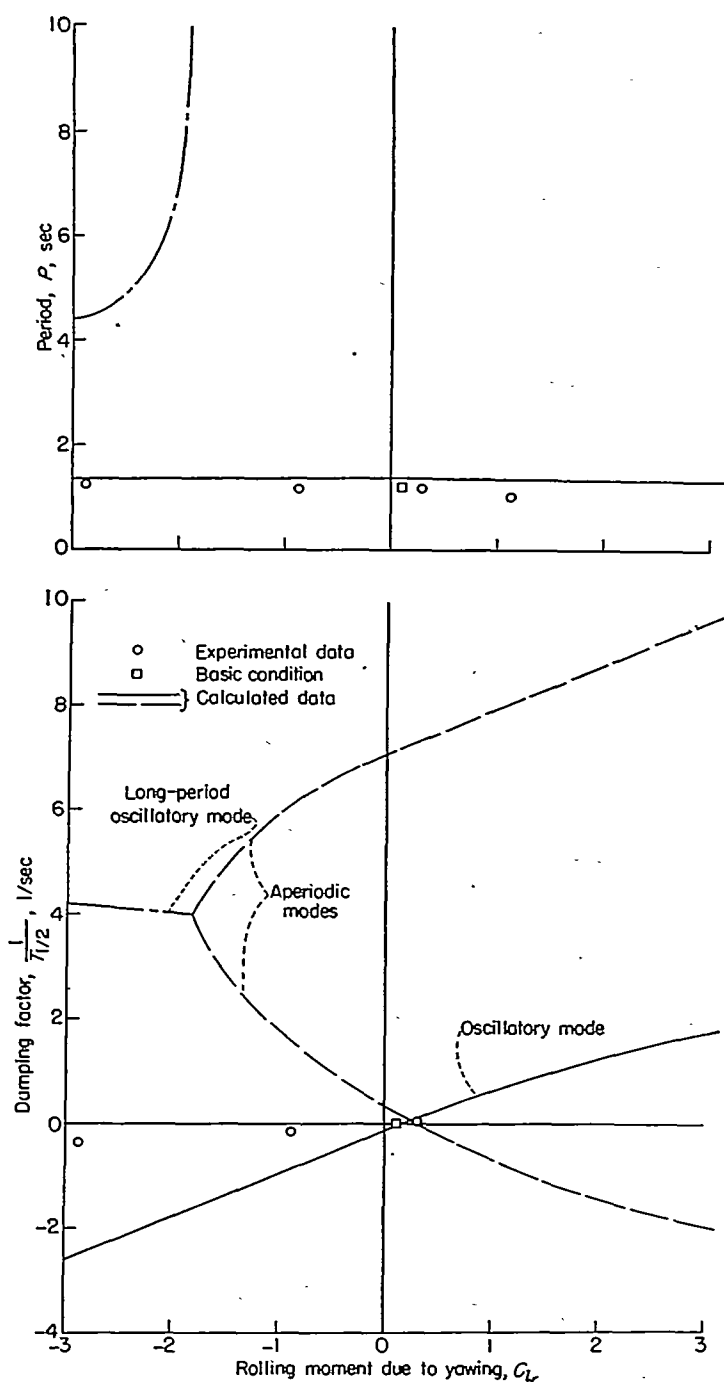 10
8
6
4
2
0
Period, P, sec
10
8
6
4
2
0
-2
-4
Damping factor, 1/T1/2, 1/sec
Experimental data
Basic condition
Calculated data
Long-period
oscillatory mode
Aperiodic
modes
Oscillatory mode
-3 -2 -1 0 1 2 3
Rolling moment due to yawing, Clr